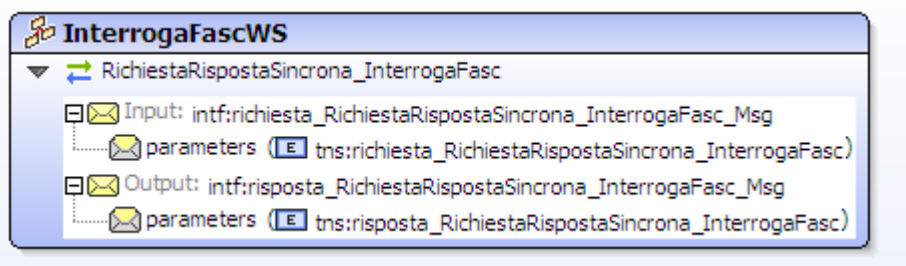 InterrogaFascWS
RichiestaRispostaSincrona_InterrogaFasc
Input: intf:richiesta_RichiestaRispostaSincrona_InterrogaFasc_Msg
parameters (E tns:richiesta_RichiestaRispostaSincrona_InterrogaFasc)
Output: intf:risposta_RichiestaRispostaSincrona_InterrogaFasc_Msg
parameters (E tns:risposta_RichiestaRispostaSincrona_InterrogaFasc)